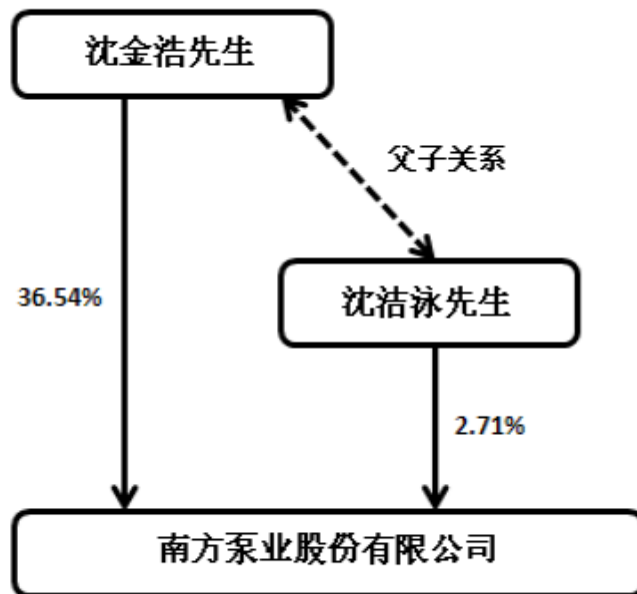 沈金浩先生
父子关系
36.54%
沈洁泳先生
2.71%
南方泵业股份有限公司